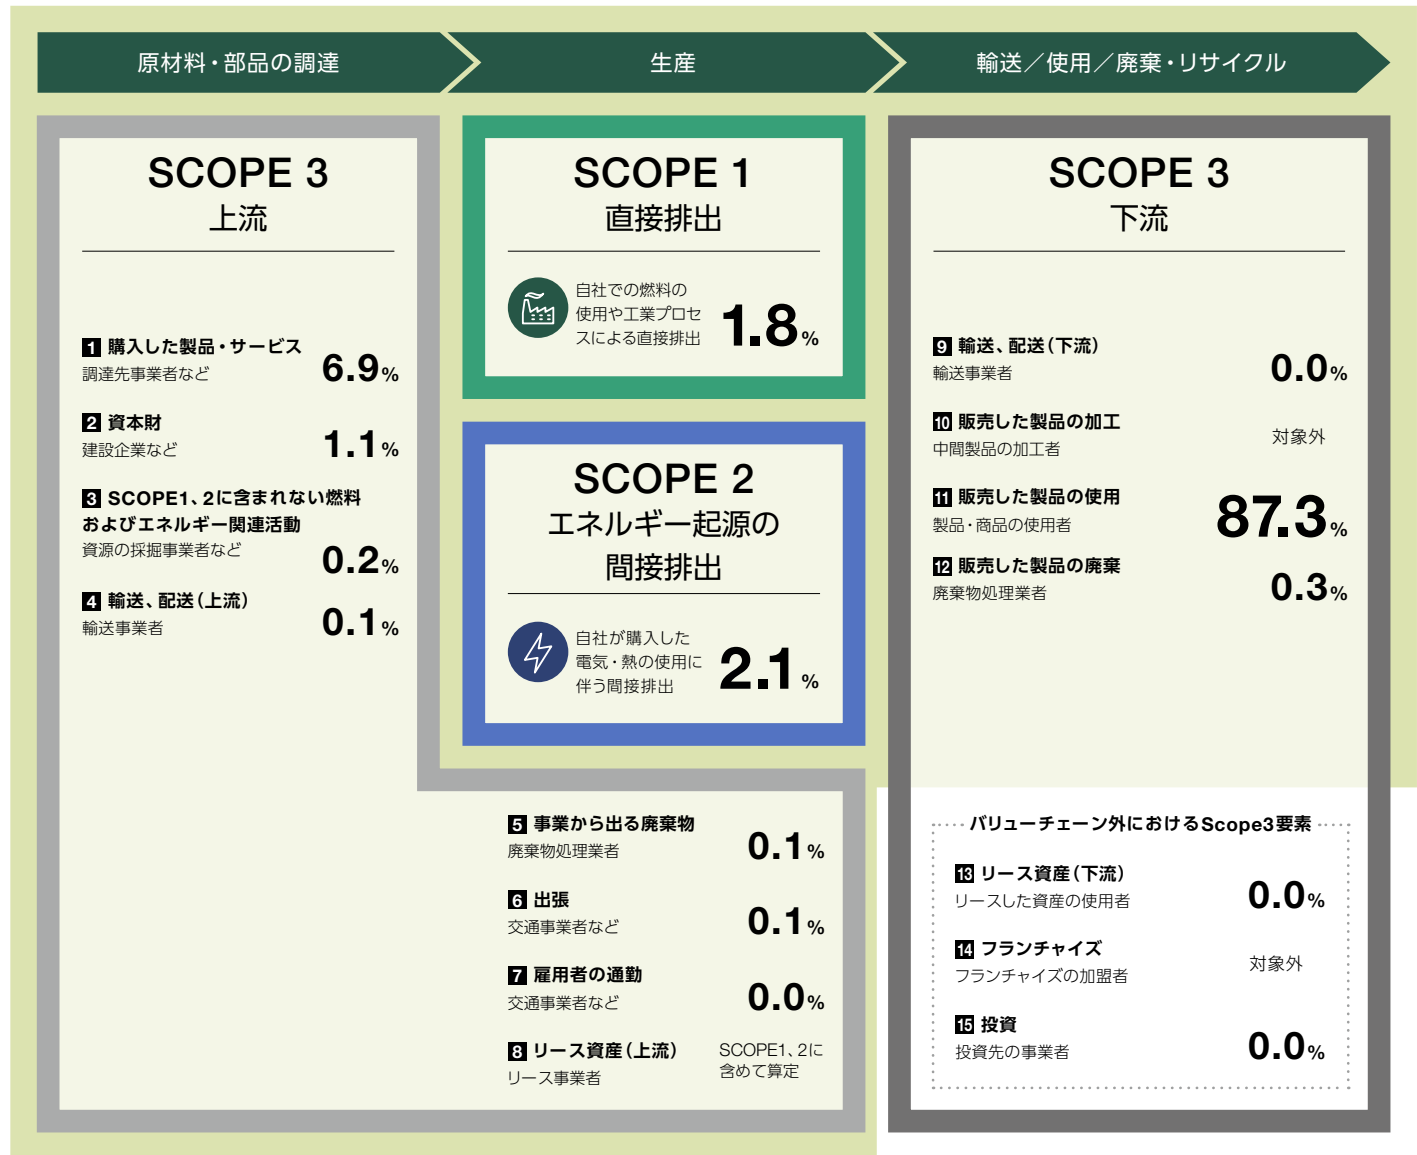 原材料・部品の調達
生産
輸送／使用／廃棄・リサイクル
SCOPE 3
上流
1 購入した製品・サービス
調達先事業者など
6.9%
2 資本財
建設企業など
1.1%
3 SCOPE1、2に含まれない燃料
およびエネルギー関連活動
資源の採掘事業者など
0.2%
4 輸送、配送（上流）
輸送事業者
0.1%
SCOPE 1
直接排出
自社での燃料の
使用や工業プロセ
スによる直接排出
1.8%
SCOPE 2
エネルギー起源の
間接排出
自社が購入した
電気・熱の使用に
伴う間接排出
2.1%
5 事業から出る廃棄物
廃棄物処理業者
0.1%
6 出張
交通事業者など
0.1%
7 雇用者の通勤
交通事業者など
0.0%
8 リース資産（上流）
リース事業者
SCOPE1、2に
含めて算定
SCOPE 3
下流
9 輸送、配送（下流）
輸送事業者
0.0%
10 販売した製品の加工
中間製品の加工者
対象外
11 販売した製品の使用
製品・商品の使用者
87.3%
12 販売した製品の廃棄
廃棄物処理業者
0.3%
バリューチェーン外におけるScope3要素
13 リース資産（下流）
リースした資産の使用者
0.0%
14 フランチャイズ
フランチャイズの加盟者
対象外
15 投資
投資先の事業者
0.0%